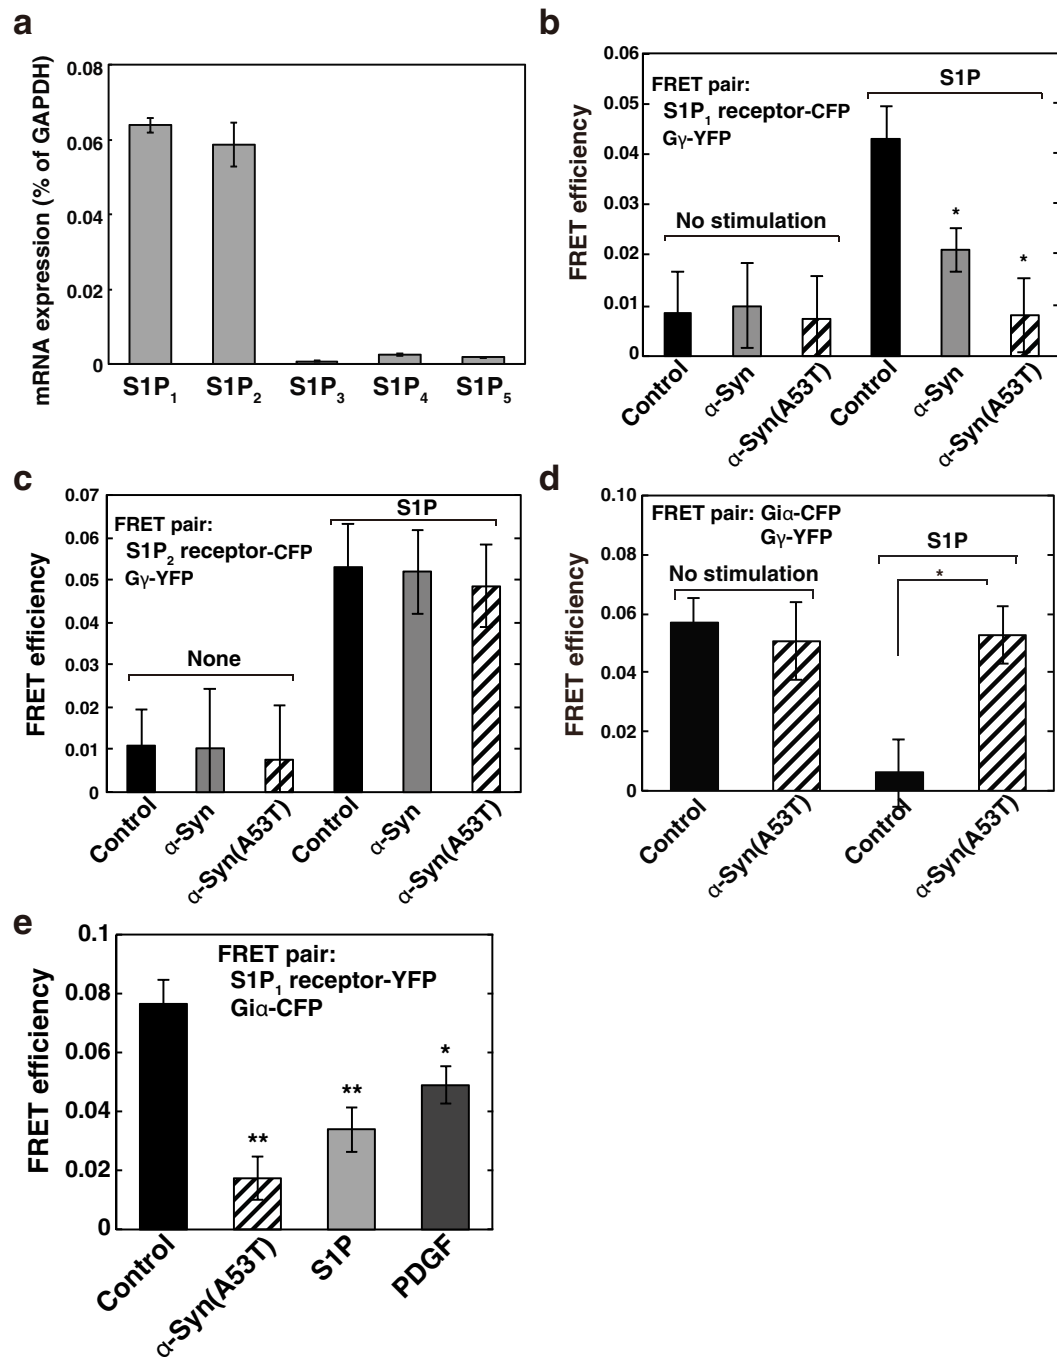 a
mRNA expression (% of GAPDH)
0.08
0.06
0.04
0.02
0
S1P₁ S1P₂ S1P₃ S1P₄ S1P₅
b
FRET efficiency
0.06
0.05
0.04
0.03
0.02
0.01
0
FRET pair:
S1P₁ receptor-CFP
Gγ-YFP
No stimulation
S1P
*
*
Control α-Syn α-Syn(A53T) Control α-Syn α-Syn(A53T)
c
FRET efficiency
0.07
0.06
0.05
0.04
0.03
0.02
0.01
0
FRET pair:
S1P₂ receptor-CFP
Gγ-YFP
None
S1P
Control α-Syn α-Syn(A53T) Control α-Syn α-Syn(A53T)
d
FRET efficiency
0.10
0.08
0.06
0.04
0.02
0
FRET pair: Giα-CFP
Gγ-YFP
No stimulation
S1P
*
Control α-Syn(A53T) Control α-Syn(A53T)
e
FRET efficiency
0.1
0.08
0.06
0.04
0.02
0
FRET pair:
S1P₁ receptor-YFP
Giα-CFP
**
**
*
Control α-Syn(A53T) S1P PDGF